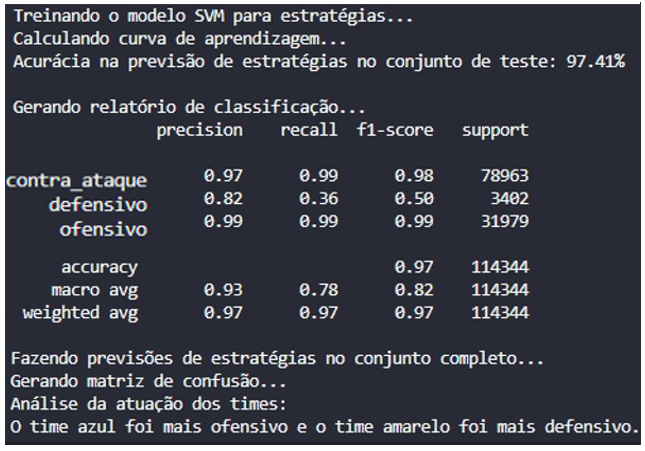 Treinando o modelo SVM para estratégias...
Calculando curva de aprendizagem...
Acurácia na previsão de estratégias no conjunto de teste: 97.41%
Gerando relatório de classificação...
precision recall f1-score support
contra_ataque 0.97 0.99 0.98 78963
defensivo 0.82 0.36 0.50 3402
ofensivo 0.99 0.99 0.99 31979
accuracy 0.97 114344
macro avg 0.93 0.78 0.82 114344
weighted avg 0.97 0.97 0.97 114344
Fazendo previsões de estratégias no conjunto completo...
Gerando matriz de confusão...
Análise da atuação dos times:
O time azul foi mais ofensivo e o time amarelo foi mais defensivo.